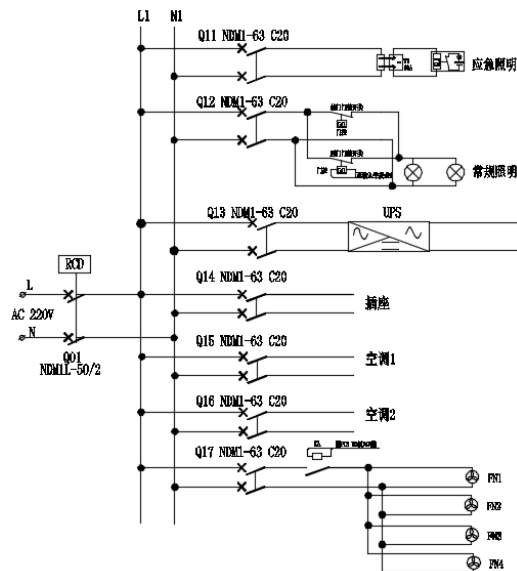 L1 N1
Q11 NDM1-63 C20
应急照明
Q12 NDM1-63 C20
常规照明
Q13 NDM1-63 C20
UPS
RCD
L
AC 220V
N
Q01
NDM1L-50/2
Q14 NDM1-63 C20
插座
Q15 NDM1-63 C20
空调1
Q16 NDM1-63 C20
空调2
Q17 NDM1-63 C20
FN1
FN2
FN3
FN4